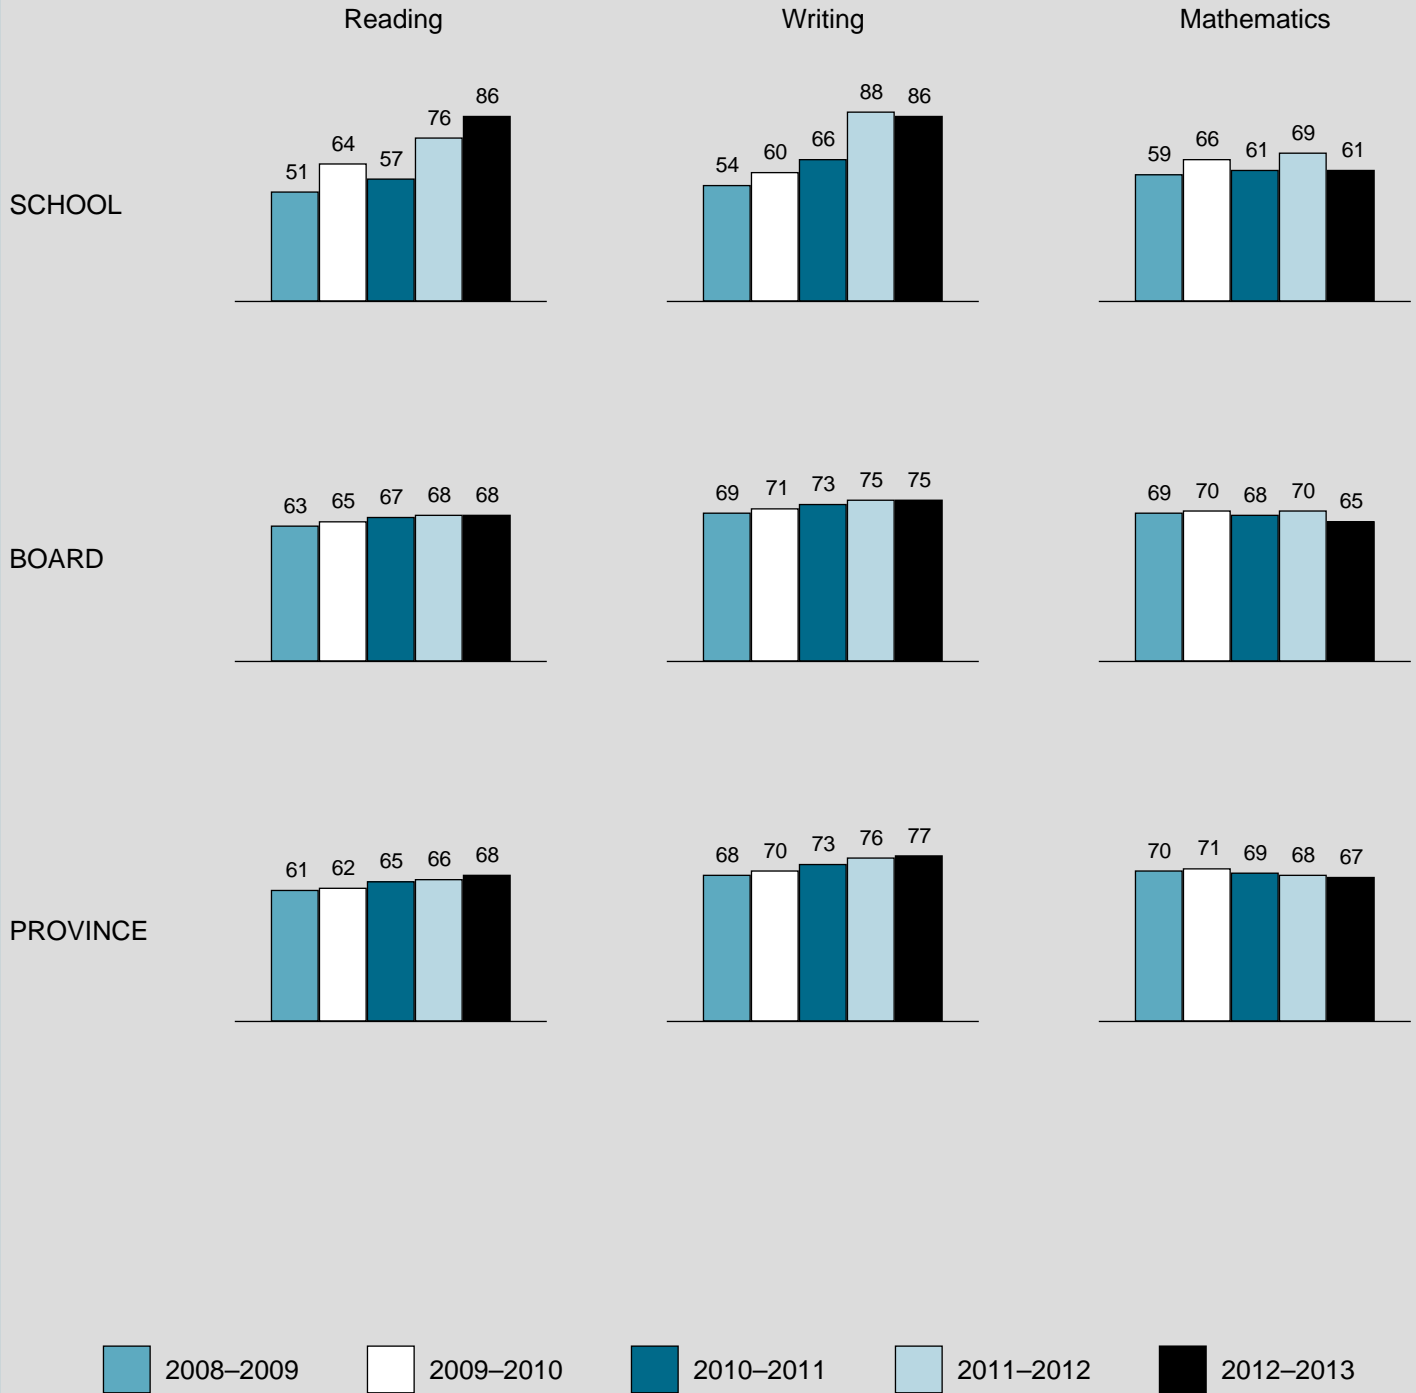 Reading Writing Mathematics
SCHOOL
51 64 57 76 86
54 60 66 88 86
59 66 61 69 61
BOARD
63 65 67 68 68
69 71 73 75 75
69 70 68 70 65
PROVINCE
61 62 65 66 68
68 70 73 76 77
70 71 69 68 67
2008–2009 2009–2010 2010–2011 2011–2012 2012–2013